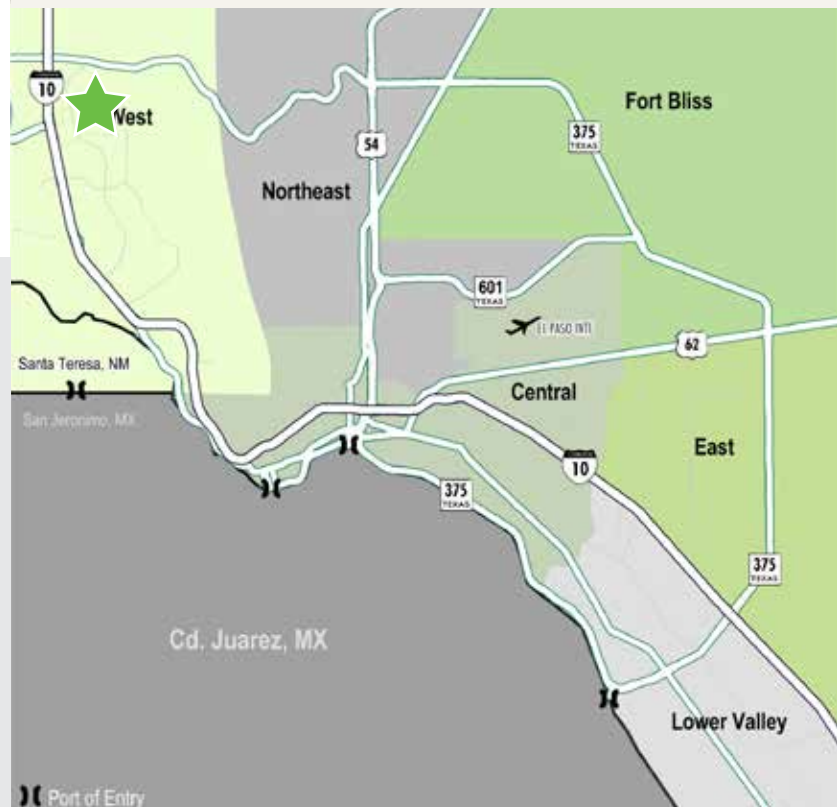 10
West
Fort Bliss
375
TEXAS
54
Northeast
601
TEXAS
EL PASO INTL
62
Santa Teresa, NM
Central
San Jeronimo, MX
East
10
375
TEXAS
375
TEXAS
Cd. Juarez, MX
Lower Valley
Port of Entry